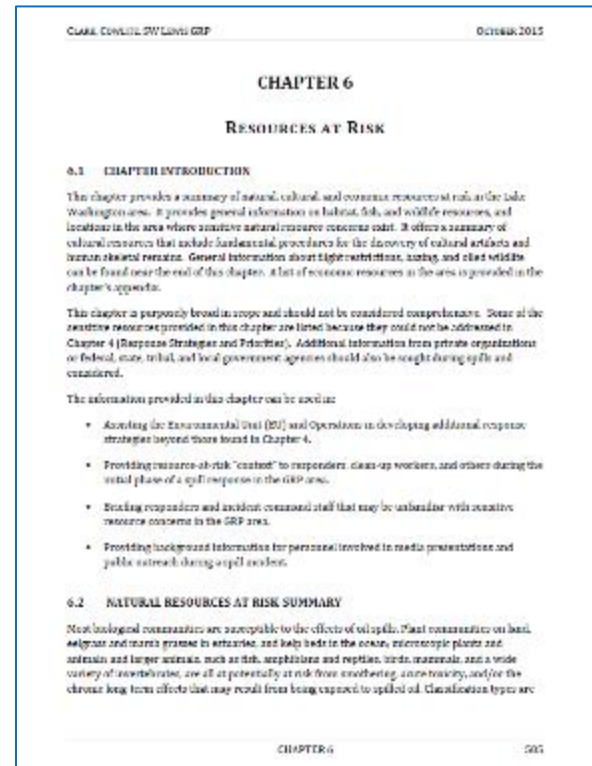 CLARK, COWLITZ, SW LEWIS GRP OCTOBER 2015
CHAPTER 6
RESOURCES AT RISK
6.1 CHAPTER INTRODUCTION
This chapter provides a summary of natural, cultural, and economic resources at risk in the Lake
Washington area. It provides general information on habitat, fish, and wildlife resources, and
locations in the area where sensitive natural resource concerns exist. It offers a summary of
cultural resources that include fundamental procedures for the discovery of cultural artifacts and
human skeletal remains. General information about flight restrictions, hazing, and oiled wildlife
can be found near the end of this chapter. A list of economic resources in the area is provided in the
chapter's appendix.
This chapter is purposely broad in scope and should not be considered comprehensive. Some of the
sensitive resources provided in this chapter are listed because they could not be addressed in
Chapter 4 (Response Strategies and Priorities). Additional information from private organizations
or federal, state, tribal, and local government agencies should also be sought during spills and
considered.
The information provided in this chapter can be used in:
• Assisting the Environmental Unit (EU) and Operations in developing additional response
strategies beyond those found in Chapter 4.
• Providing resource-at-risk "context" to responders, clean-up workers, and others during the
initial phase of a spill response in the GRP area.
• Briefing responders and incident command staff that may be unfamiliar with sensitive
resource concerns in the GRP area.
• Providing background information for personnel involved in media presentations and
public outreach during a spill incident.
6.2 NATURAL RESOURCES AT RISK SUMMARY
Most biological communities are susceptible to the effects of oil spills. Plant communities on land,
eelgrass and marsh grasses in estuaries, and kelp beds in the ocean; microscopic plants and
animals and larger animals, such as fish, amphibians and reptiles, birds, mammals, and a wide
variety of invertebrates, are all at potentially at risk from smothering, acute toxicity, and/or the
chronic long term effects that may result from being exposed to spilled oil. Classification types are
CHAPTER 6 505